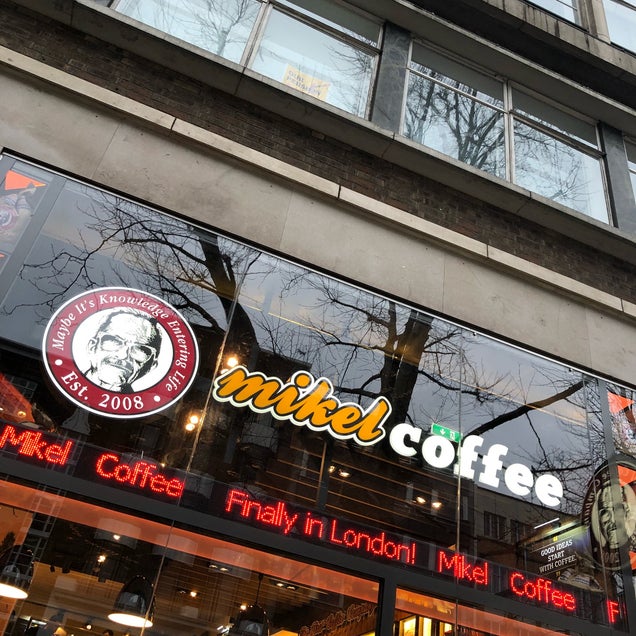 Maybe It's Knowledge Entering Life
• Est. 2008 •
mikel coffee
Mikel Coffee Finally in London! Mikel Coffee F
GOOD IDEAS
START
WITH COFFEE